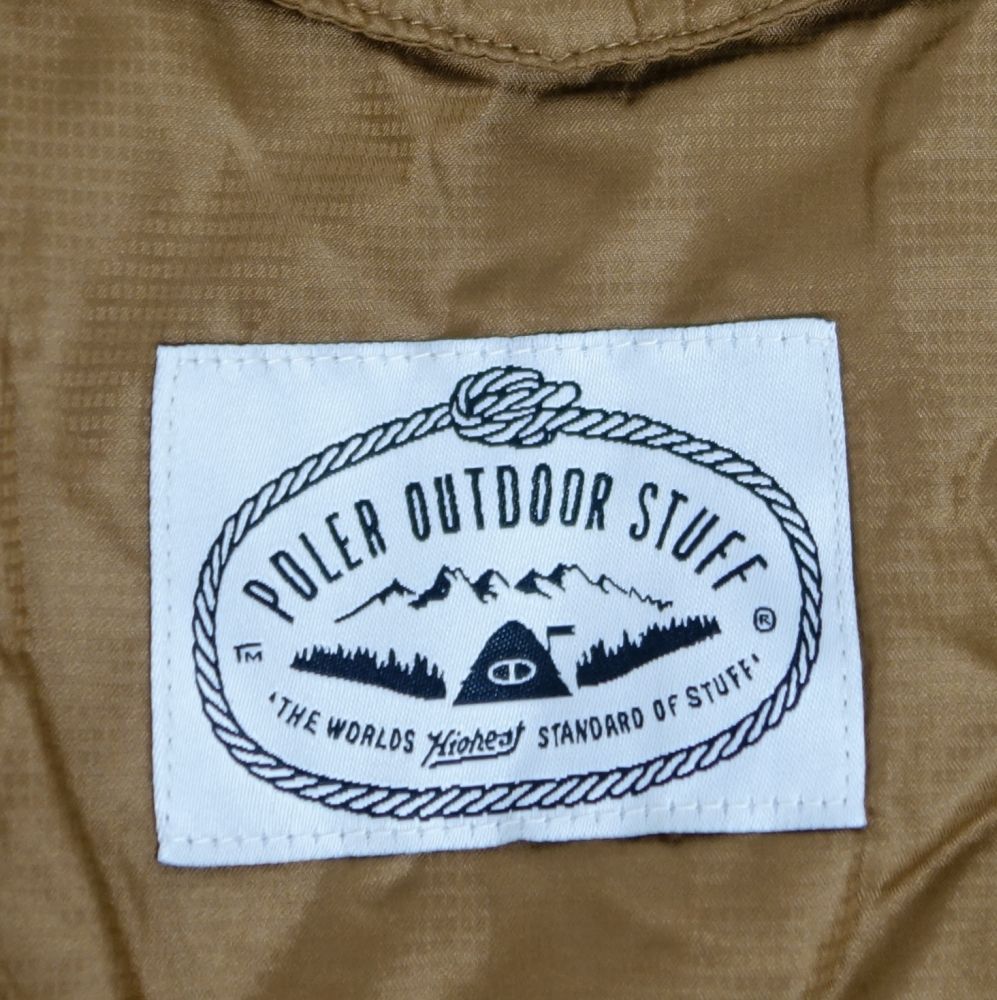 POLER OUTDOOR STUFF
TM
®
'THE WORLDS Highest STANDARD OF STUFF'